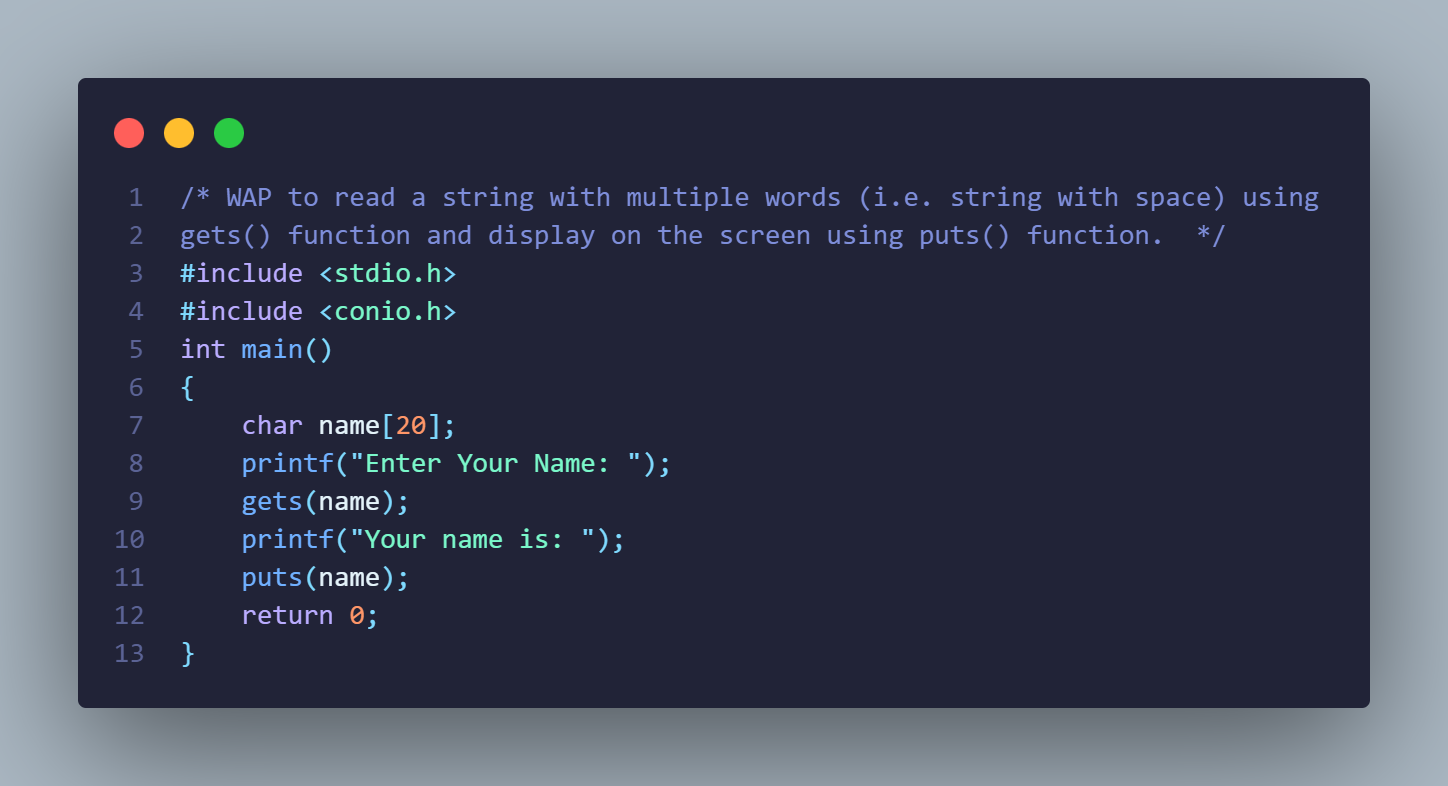 1 /* WAP to read a string with multiple words (i.e. string with space) using
2 gets() function and display on the screen using puts() function.  */
3 #include <stdio.h>
4 #include <conio.h>
5 int main()
6 {
7     char name[20];
8     printf("Enter Your Name: ");
9     gets(name);
10     printf("Your name is: ");
11     puts(name);
12     return 0;
13 }